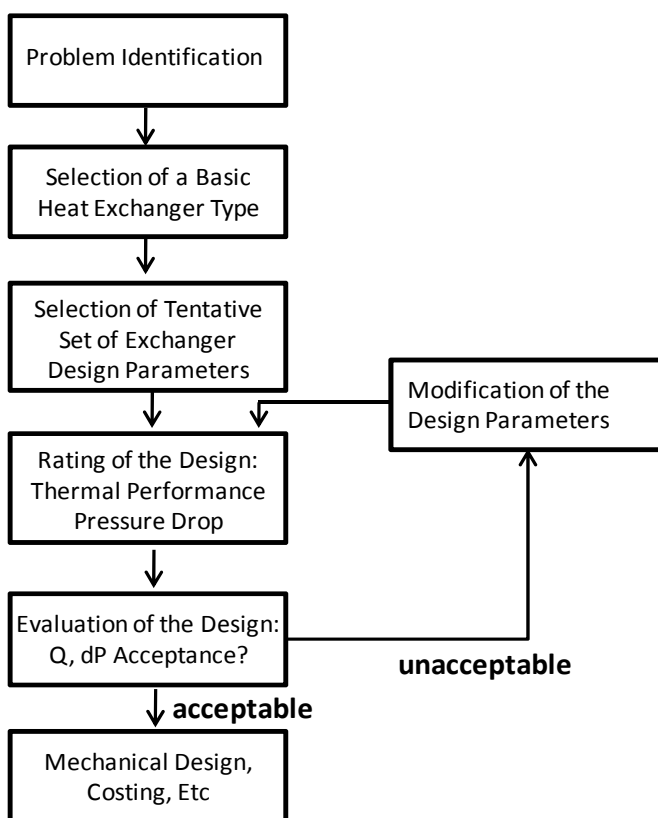 Problem Identification
Selection of a Basic
Heat Exchanger Type
Selection of Tentative
Set of Exchanger
Design Parameters
Modification of the
Design Parameters
Rating of the Design:
Thermal Performance
Pressure Drop
Evaluation of the Design:
Q, dP Acceptance?
unacceptable
acceptable
Mechanical Design,
Costing, Etc